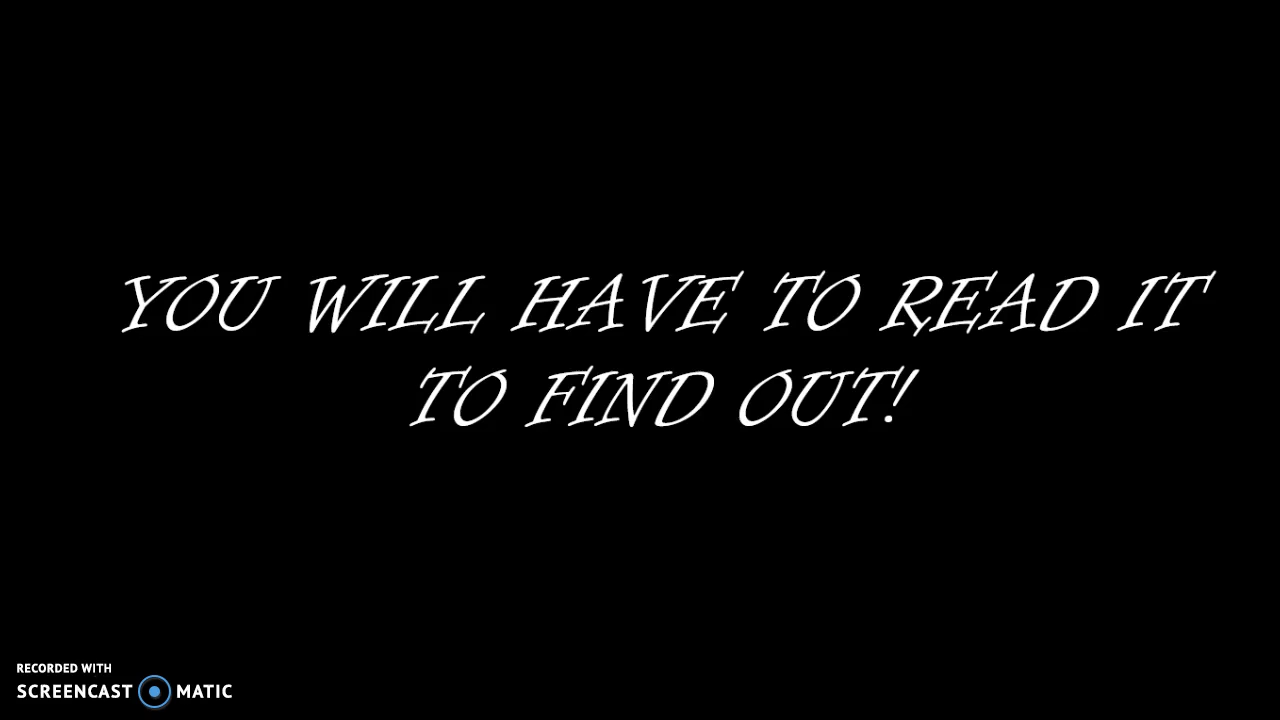 YOU WILL HAVE TO READ IT
TO FIND OUT!
RECORDED WITH
SCREENCAST MATIC